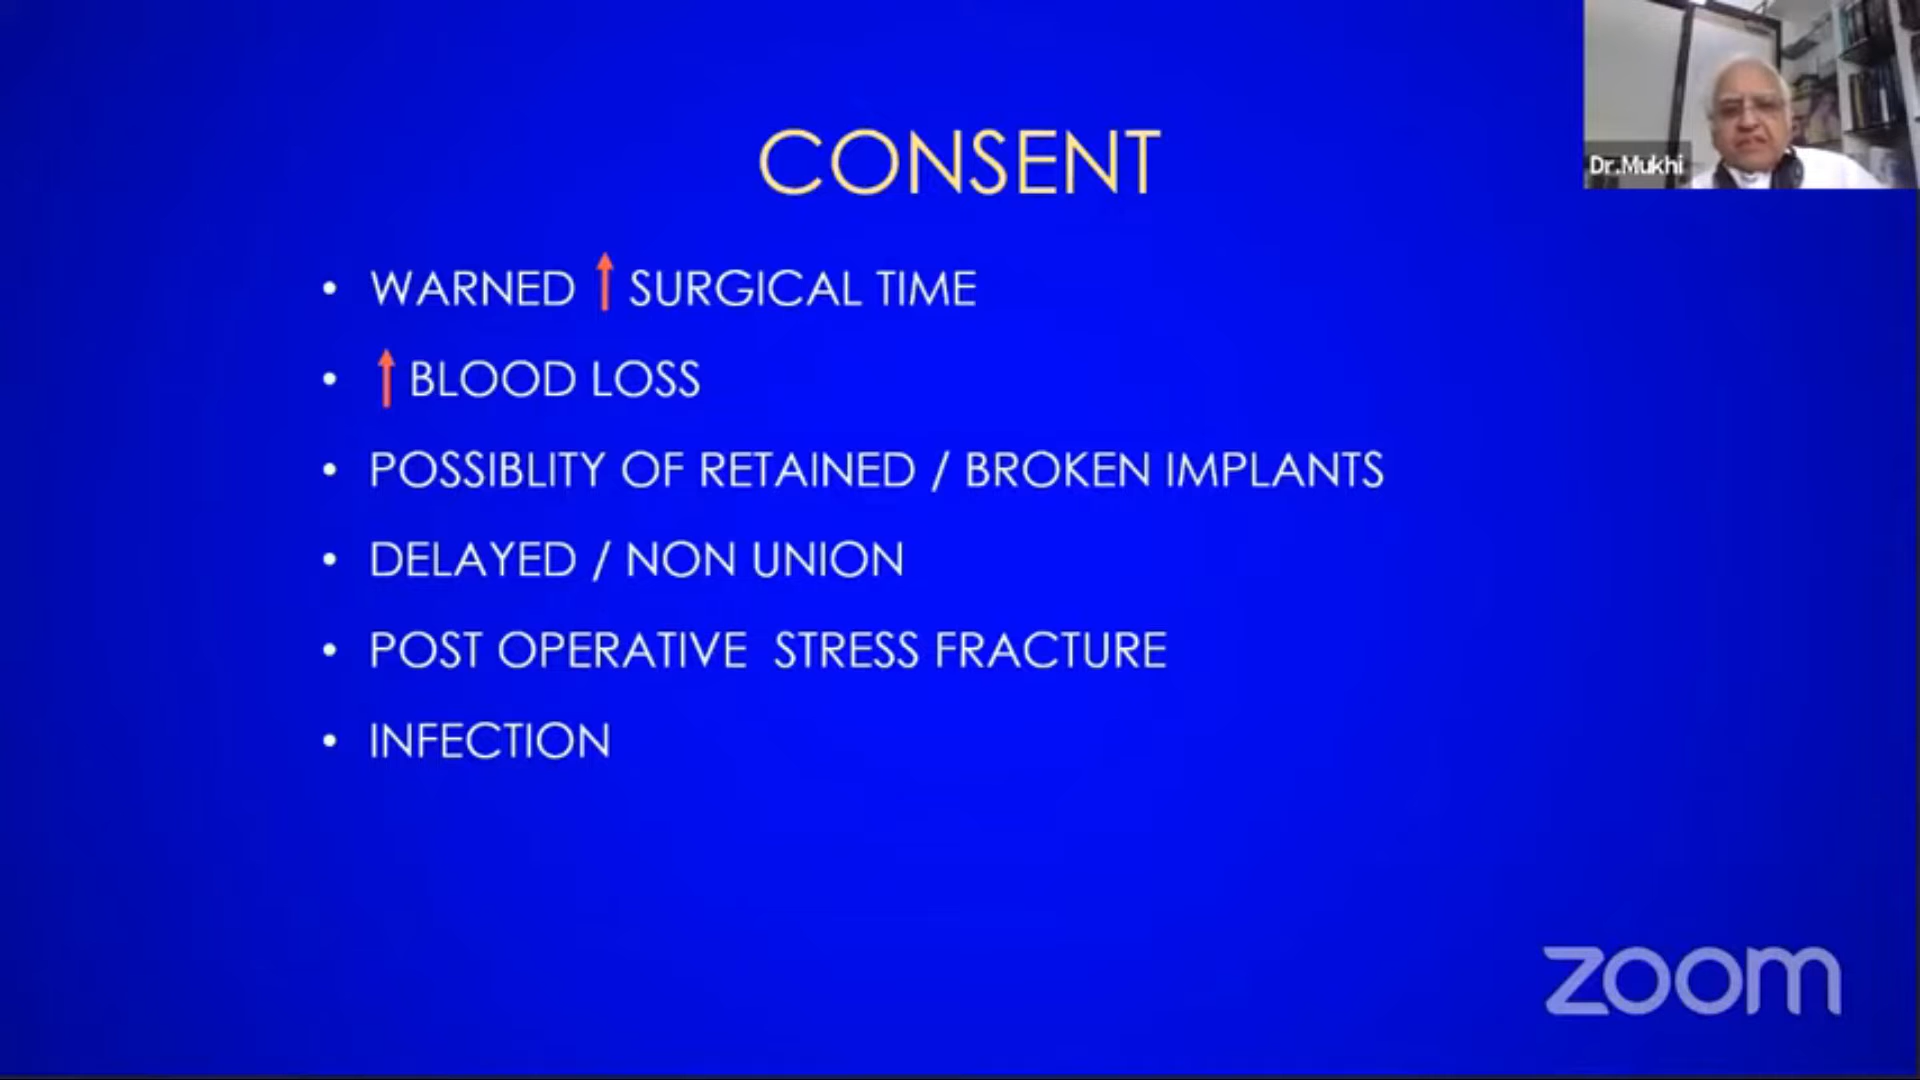 CONSENT
Dr.Mukhi
• WARNED ↑ SURGICAL TIME
• ↑ BLOOD LOSS
• POSSIBLITY OF RETAINED / BROKEN IMPLANTS
• DELAYED / NON UNION
• POST OPERATIVE STRESS FRACTURE
• INFECTION
zoom